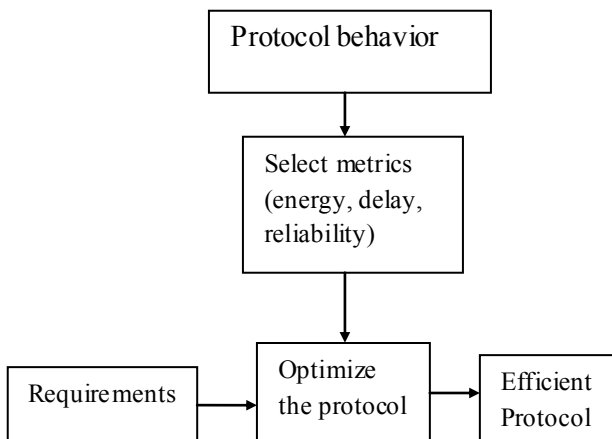 Protocol behavior
Select metrics
(energy, delay,
reliability)
Requirements
Optimize
the protocol
Efficient
Protocol